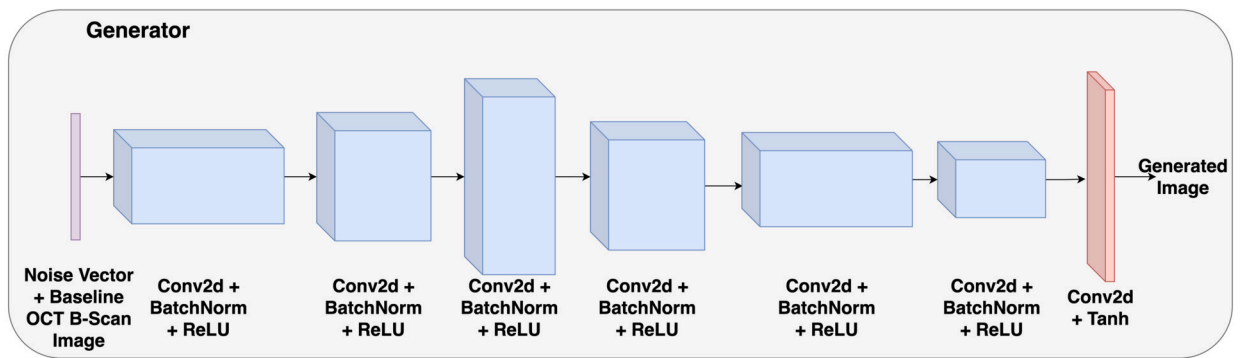 Generator
Generated
Image
Noise Vector
+ Baseline
OCT B-Scan
Image
Conv2d +
BatchNorm
+ ReLU
Conv2d +
BatchNorm
+ ReLU
Conv2d +
BatchNorm
+ ReLU
Conv2d +
BatchNorm
+ ReLU
Conv2d +
BatchNorm
+ ReLU
Conv2d +
BatchNorm
+ ReLU
Conv2d
+ Tanh